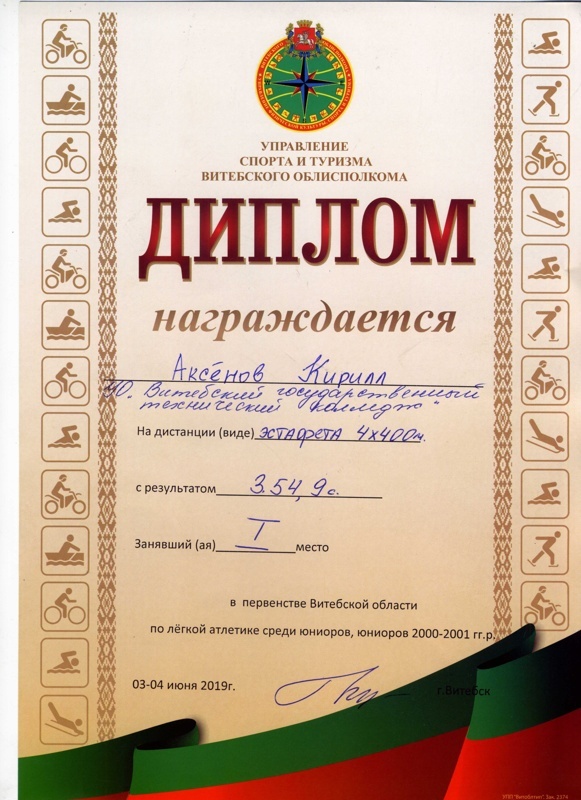 УПРАВЛЕНИЕ
СПОРТА И ТУРИЗМА
ВИТЕБСКОГО ОБЛИСПОЛКОМА
ДИПЛОМ
награждается
Аксёнов Кирилл
"УО. Витебский государственный
технический колледж"
На дистанции (виде) эстафета 4х400м.
с результатом 3.54,9с.
Занявший (ая) I место
в первенстве Витебской области
по лёгкой атлетике среди юниоров, юниоров 2000-2001 гг.р.
03-04 июня 2019г. г.Витебск